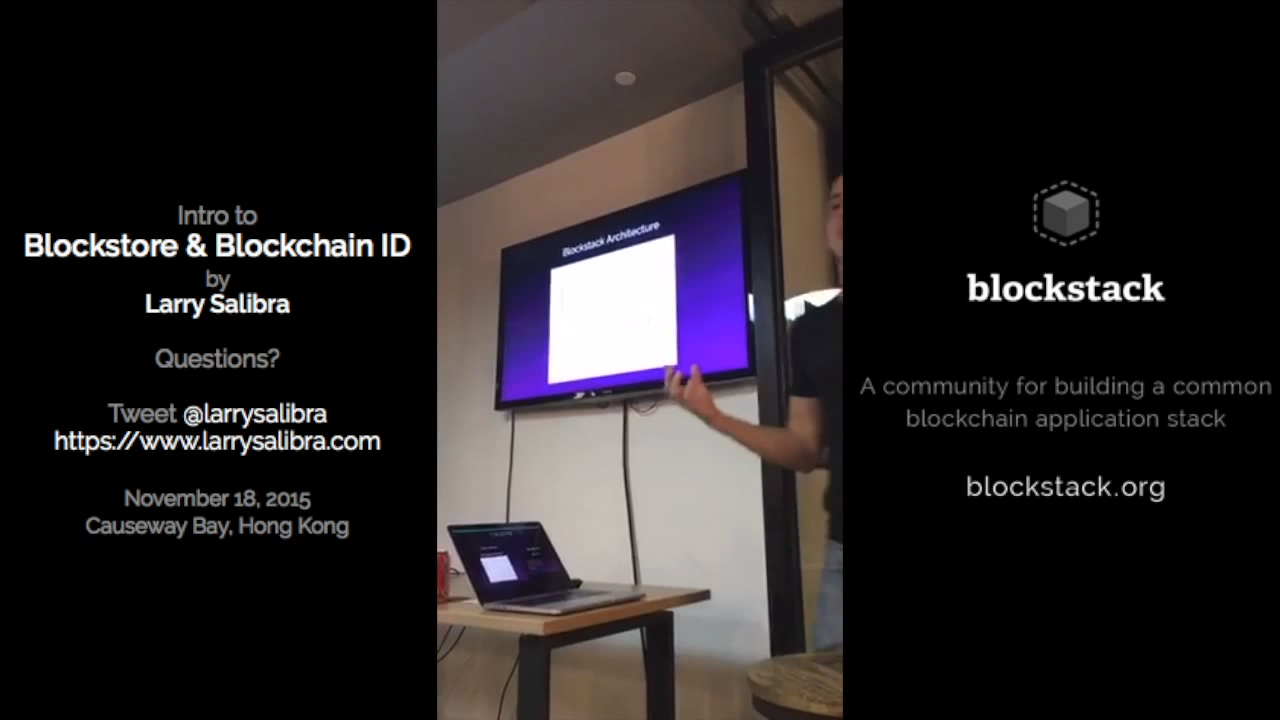 Intro to
Blockstore & Blockchain ID
by
Larry Salibra
Questions?
Tweet @larrysalibra
https://www.larrysalibra.com
November 18, 2015
Causeway Bay, Hong Kong
Blockstack Architecture
blockstack
A community for building a common
blockchain application stack
blockstack.org